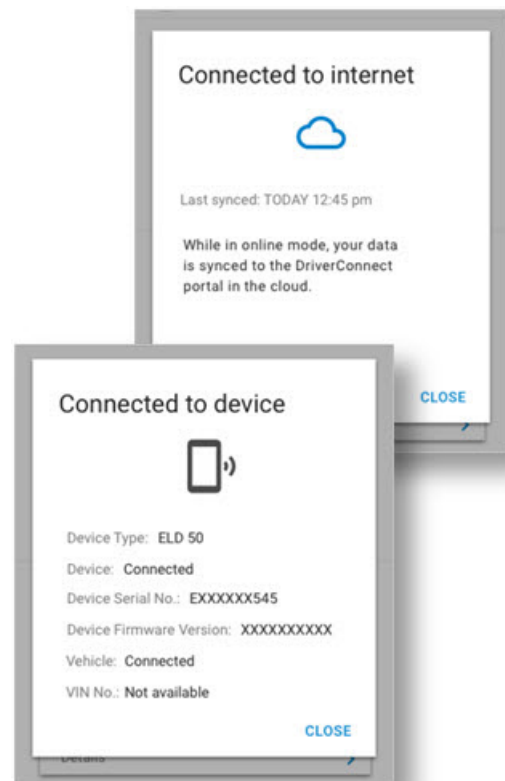 Connected to internet
Last synced: TODAY 12:45 pm
While in online mode, your data
is synced to the DriverConnect
portal in the cloud.
CLOSE
Connected to device
Device Type: ELD 50
Device: Connected
Device Serial No.: EXXXXXX545
Device Firmware Version: XXXXXXXXXX
Vehicle: Connected
VIN No.: Not available
CLOSE
Details